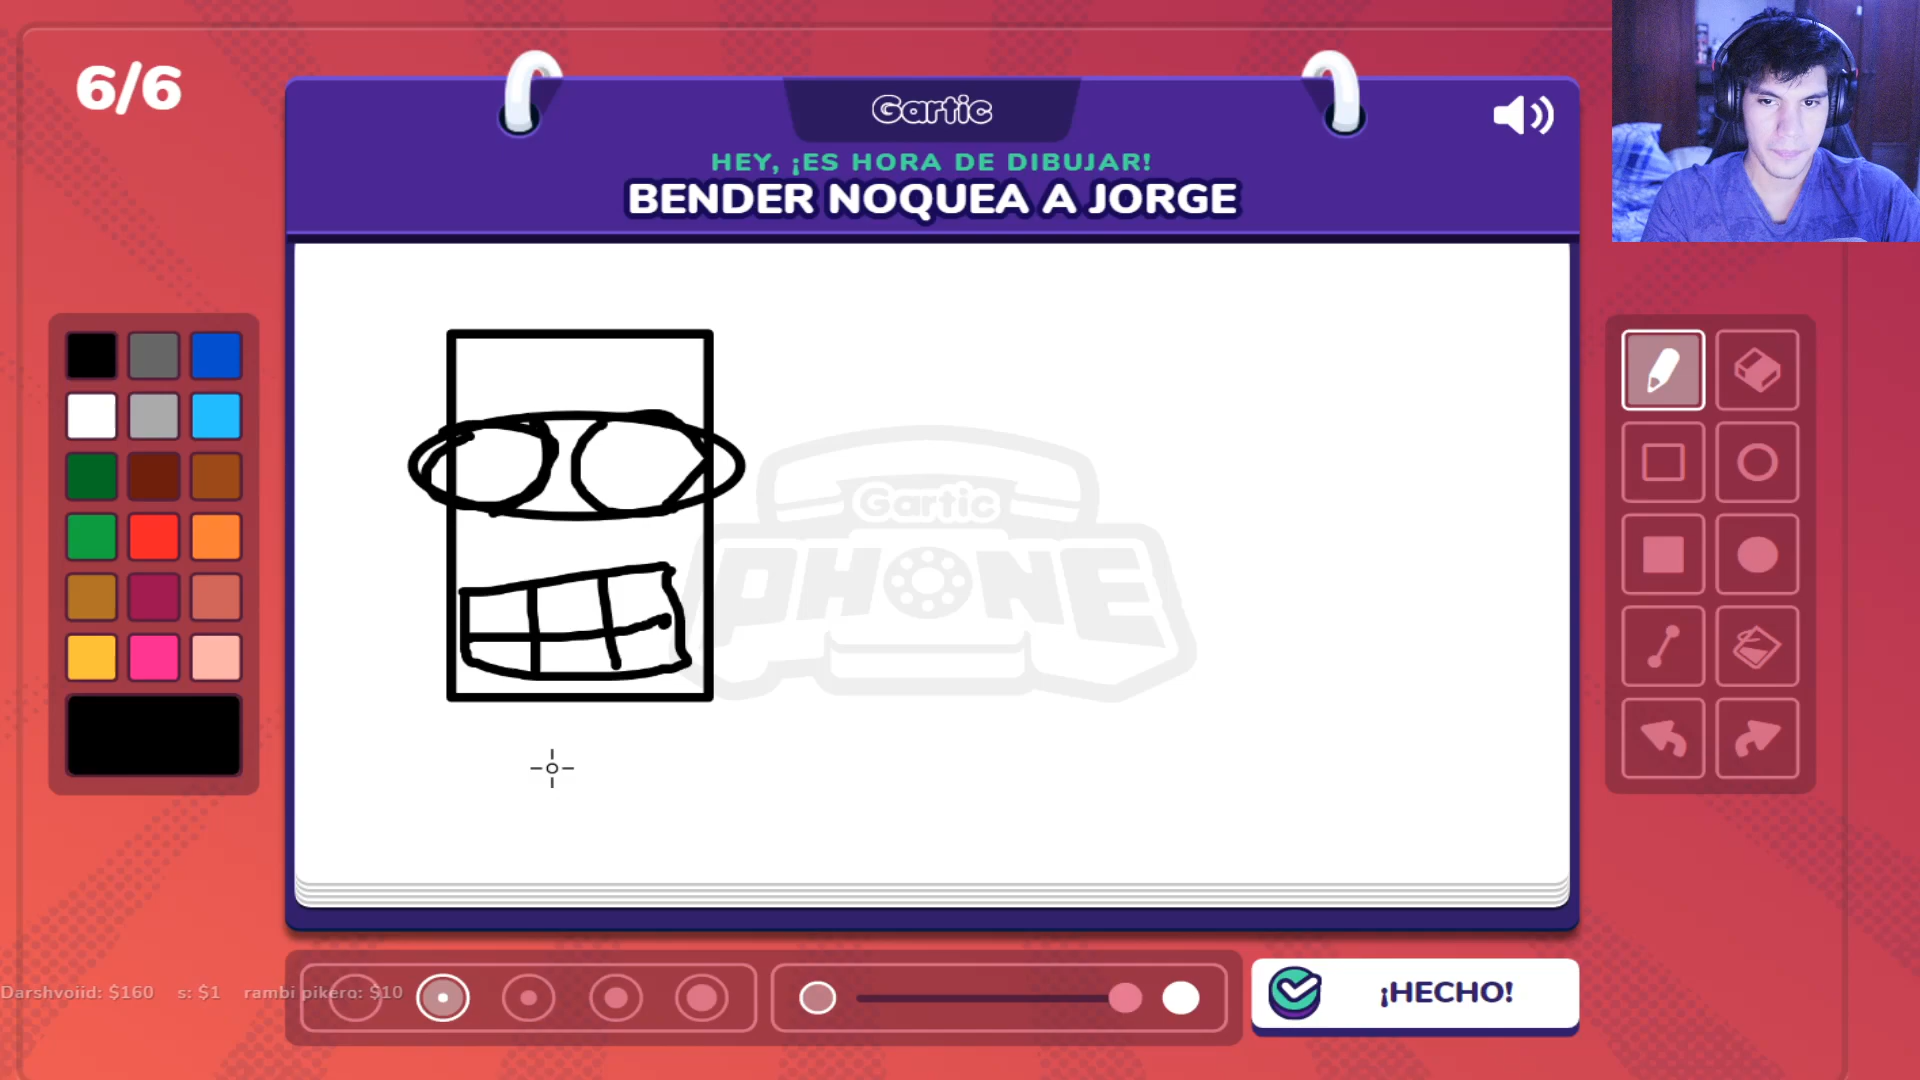 6/6
Gartic
HEY, ¡ES HORA DE DIBUJAR!
BENDER NOQUEA A JORGE
Gartic
PHONE
Darshvoiid: $160 s: $1 rambi pikero: $10
¡HECHO!